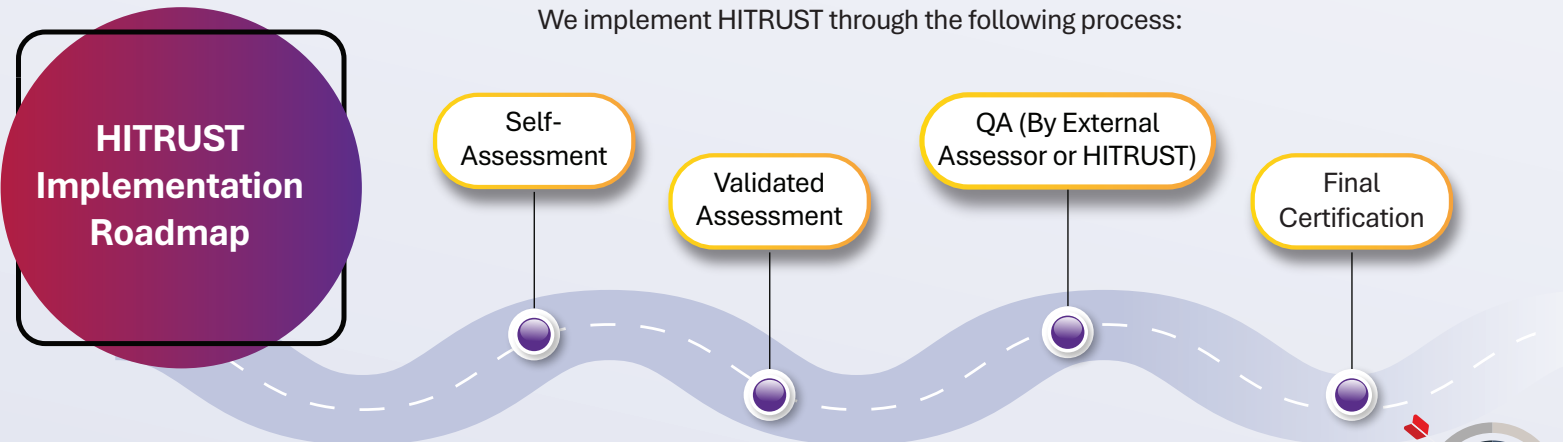 We implement HITRUST through the following process:
HITRUST
Implementation
Roadmap
Self-
Assessment
Validated
Assessment
QA (By External
Assessor or HITRUST)
Final
Certification